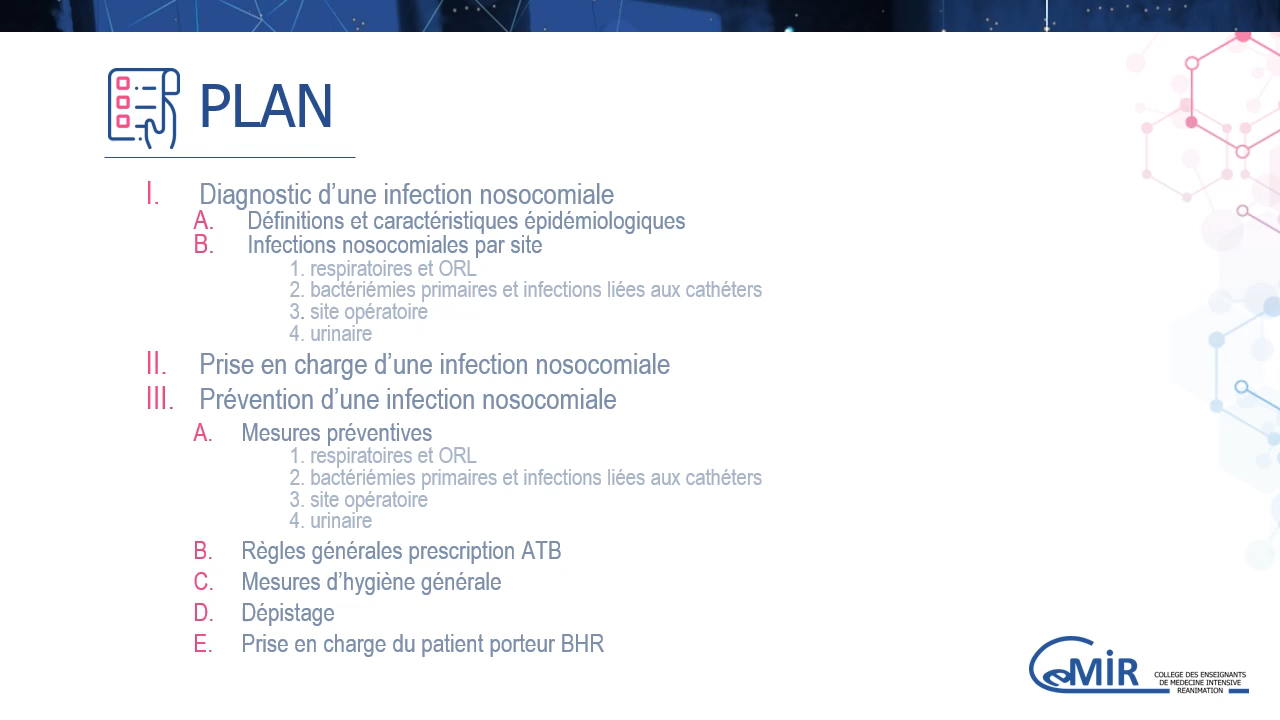 PLAN
I. Diagnostic d’une infection nosocomiale
A. Définitions et caractéristiques épidémiologiques
B. Infections nosocomiales par site
1. respiratoires et ORL
2. bactériémies primaires et infections liées aux cathéters
3. site opératoire
4. urinaire
II. Prise en charge d’une infection nosocomiale
III. Prévention d’une infection nosocomiale
A. Mesures préventives
1. respiratoires et ORL
2. bactériémies primaires et infections liées aux cathéters
3. site opératoire
4. urinaire
B. Règles générales prescription ATB
C. Mesures d’hygiène générale
D. Dépistage
E. Prise en charge du patient porteur BHR
CeMIR
COLLEGE DES ENSEIGNANTS
DE MEDECINE INTENSIVE
REANIMATION